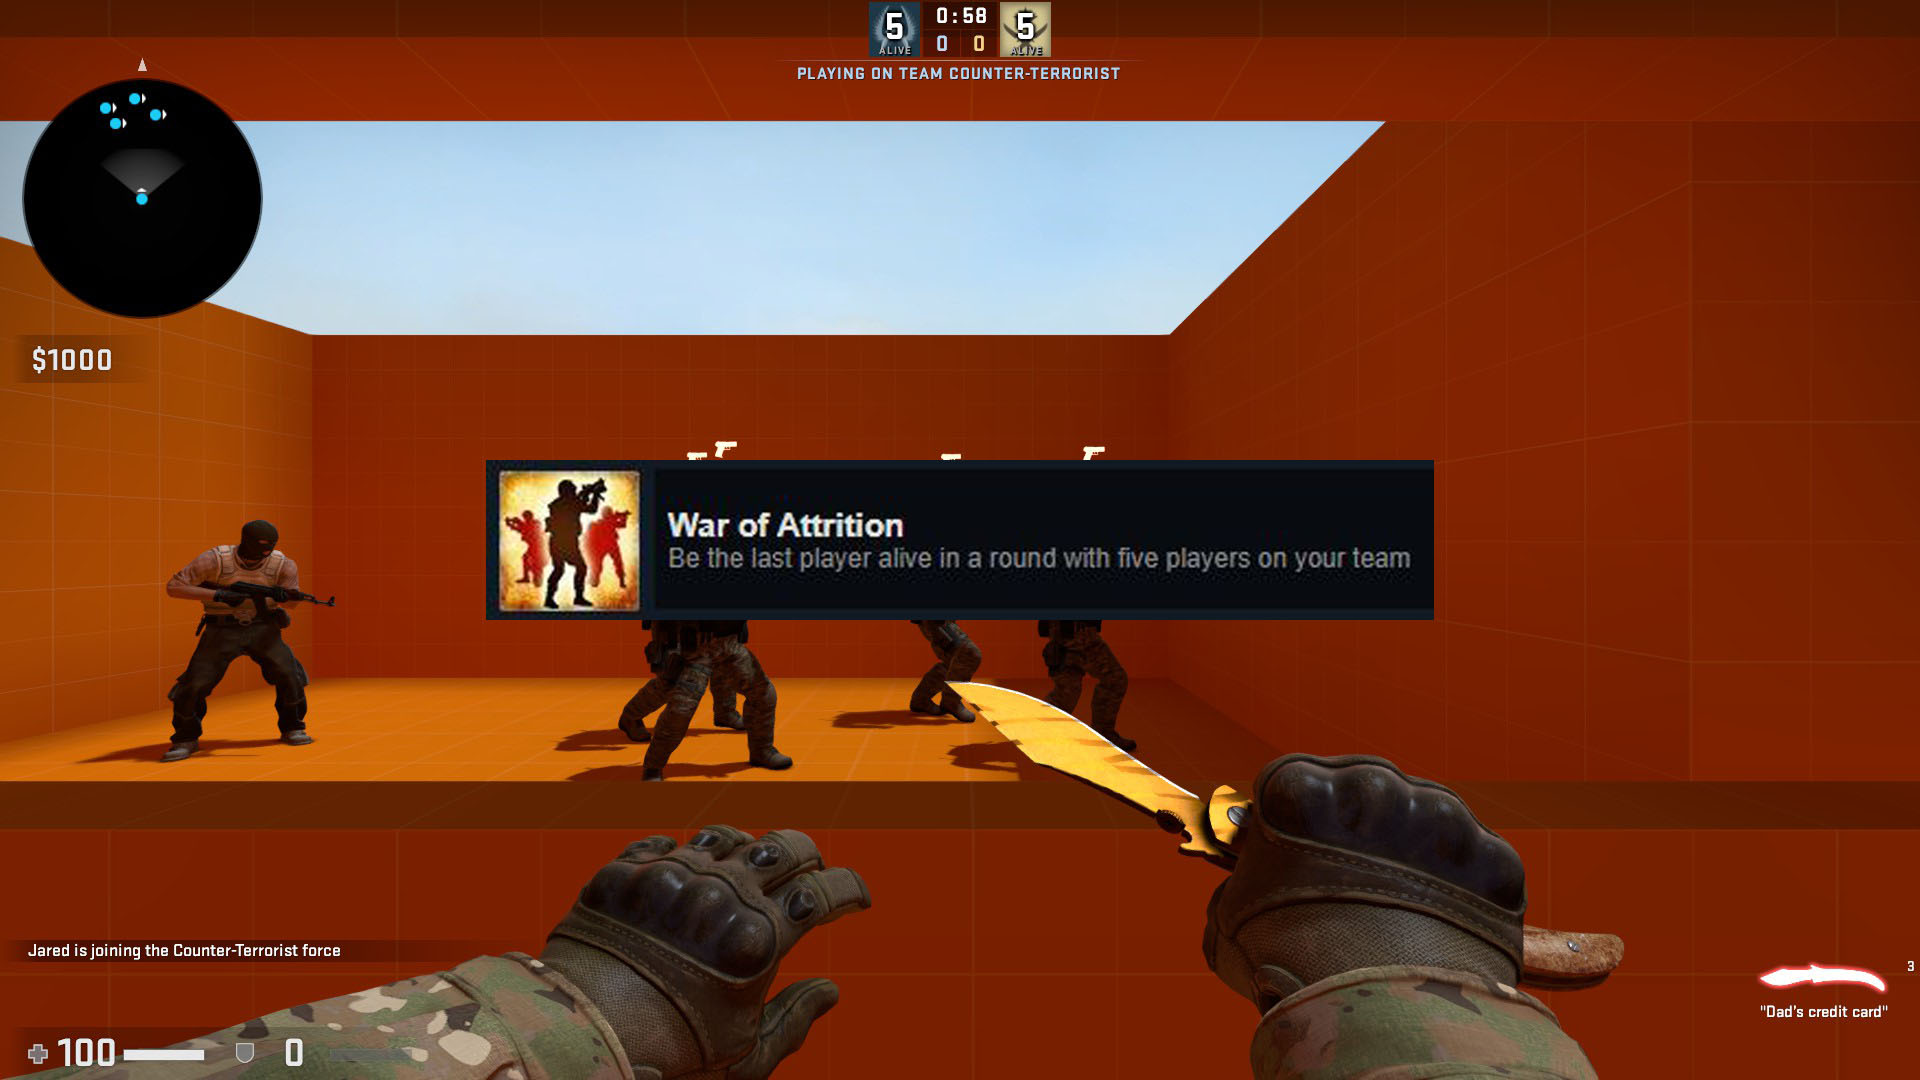 5 0:58 5
ALIVE 0 0 ALIVE
PLAYING ON TEAM COUNTER-TERRORIST
$1000
War of Attrition
Be the last player alive in a round with five players on your team
Jared is joining the Counter-Terrorist force
3
"Dad's credit card"
100 0